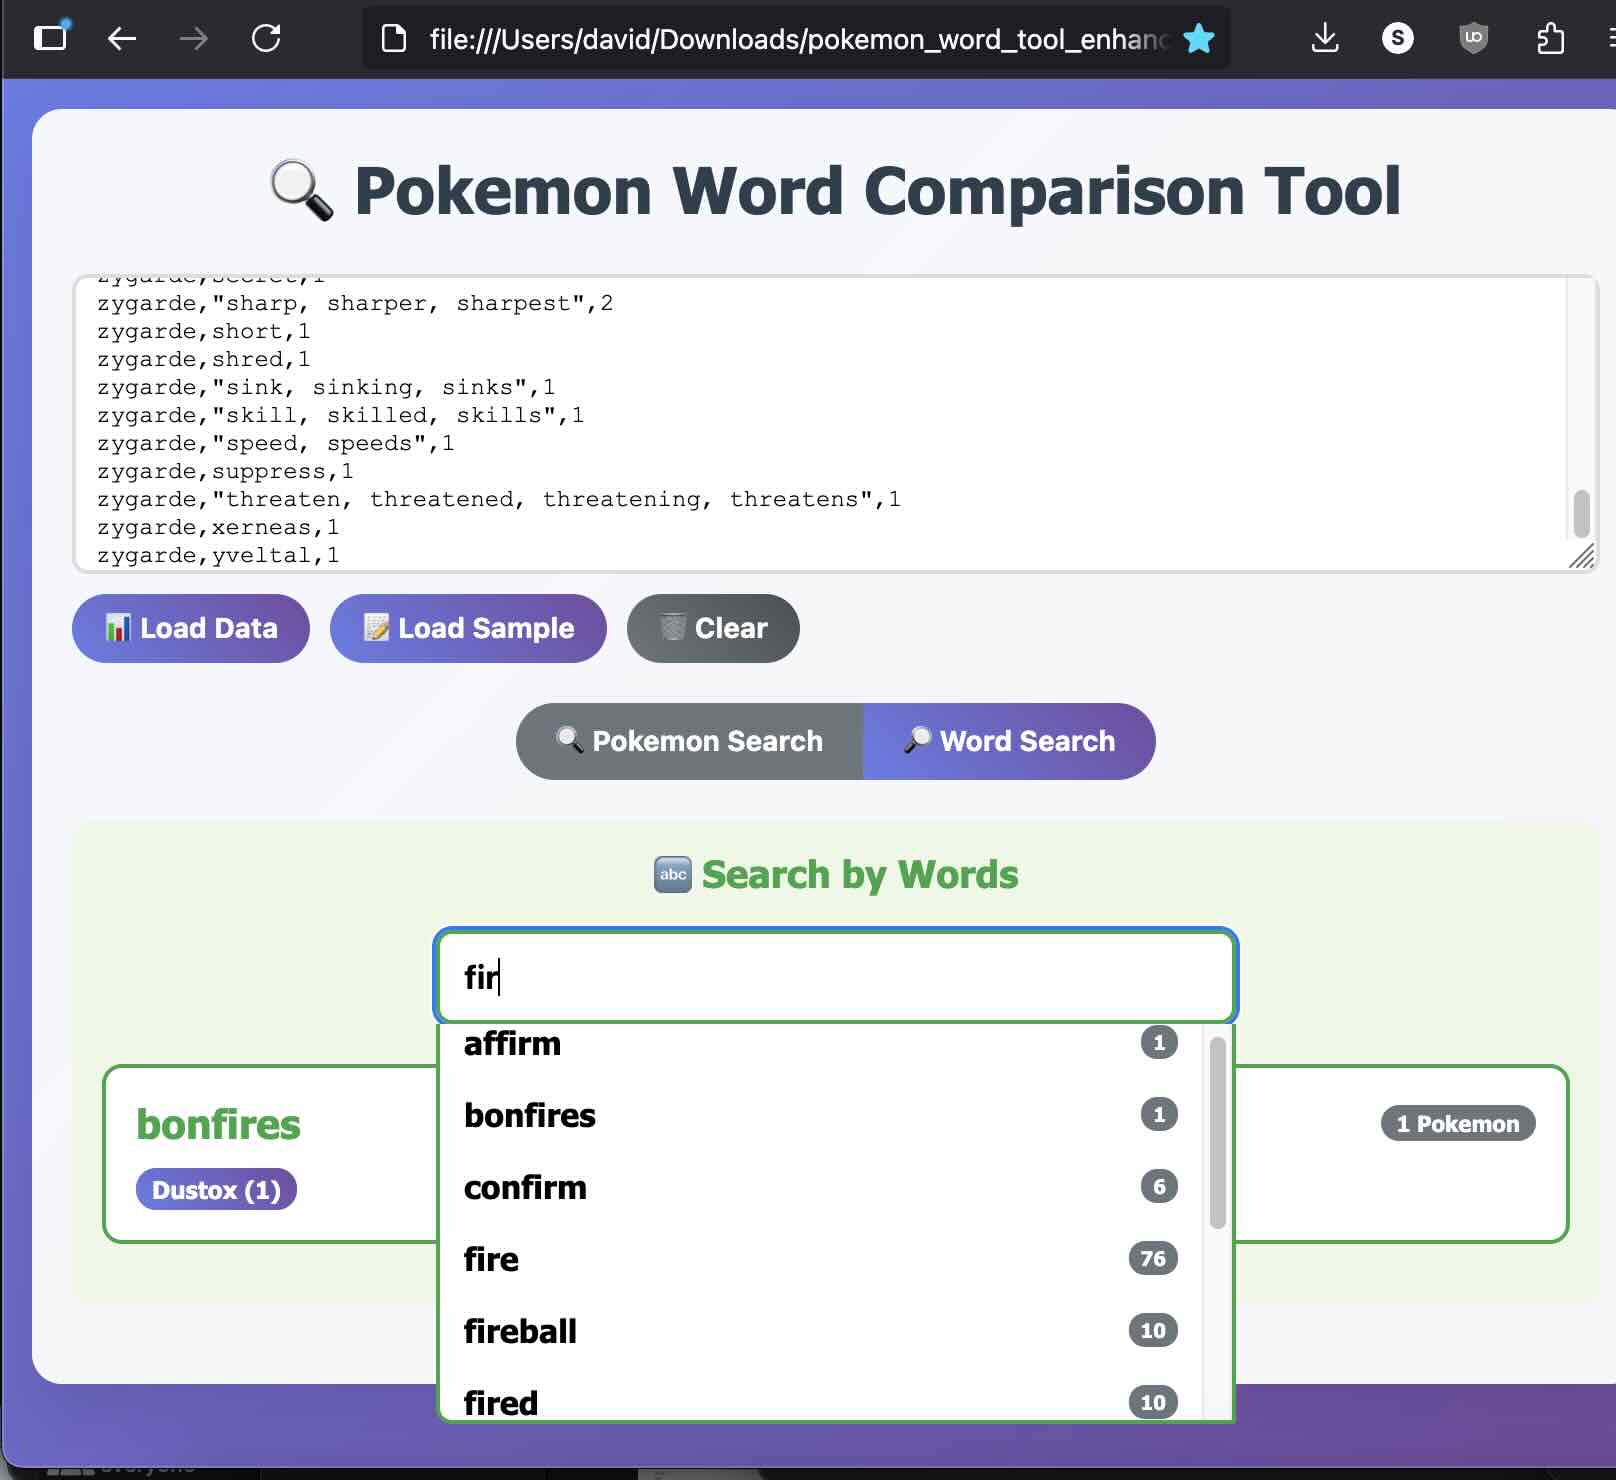 file:///Users/david/Downloads/pokemon_word_tool_enhanc
S
UO
🔍 Pokemon Word Comparison Tool
zygarde,secret,1
zygarde,"sharp, sharper, sharpest",2
zygarde,short,1
zygarde,shred,1
zygarde,"sink, sinking, sinks",1
zygarde,"skill, skilled, skills",1
zygarde,"speed, speeds",1
zygarde,suppress,1
zygarde,"threaten, threatened, threatening, threatens",1
zygarde,xerneas,1
zygarde,yveltal,1
📊 Load Data 📝 Load Sample 🗑️ Clear
🔍 Pokemon Search 🔎 Word Search
🔤 Search by Words
fir
affirm 1
bonfires 1 Pokemon
bonfires 1
Dustox (1)
confirm 6
fire 76
fireball 10
fired 10